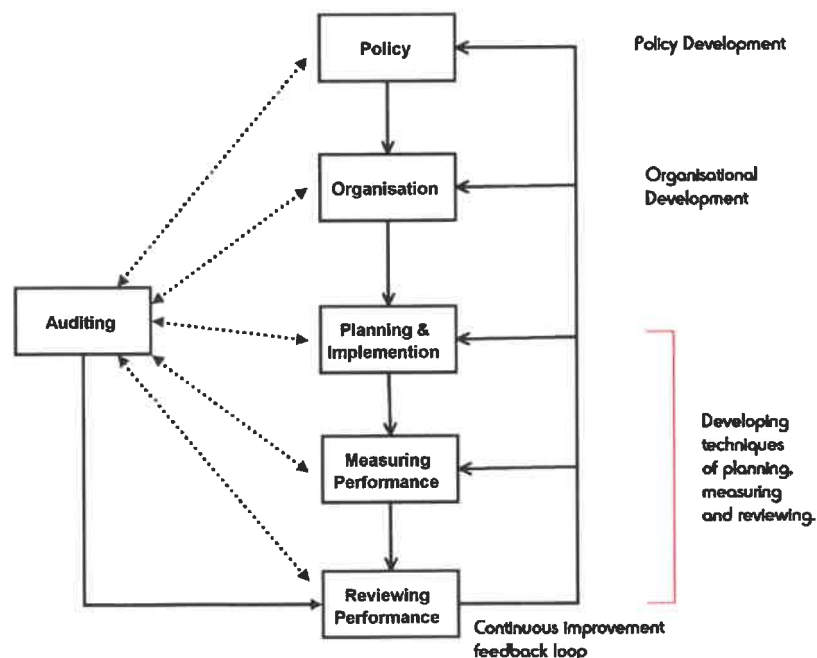 Policy
Policy Development
Organisation
Organisational
Development
Auditing
Planning &
Implemention
Developing
techniques
of planning,
measuring
and reviewing.
Measuring
Performance
Reviewing
Performance
Continuous improvement
feedback loop